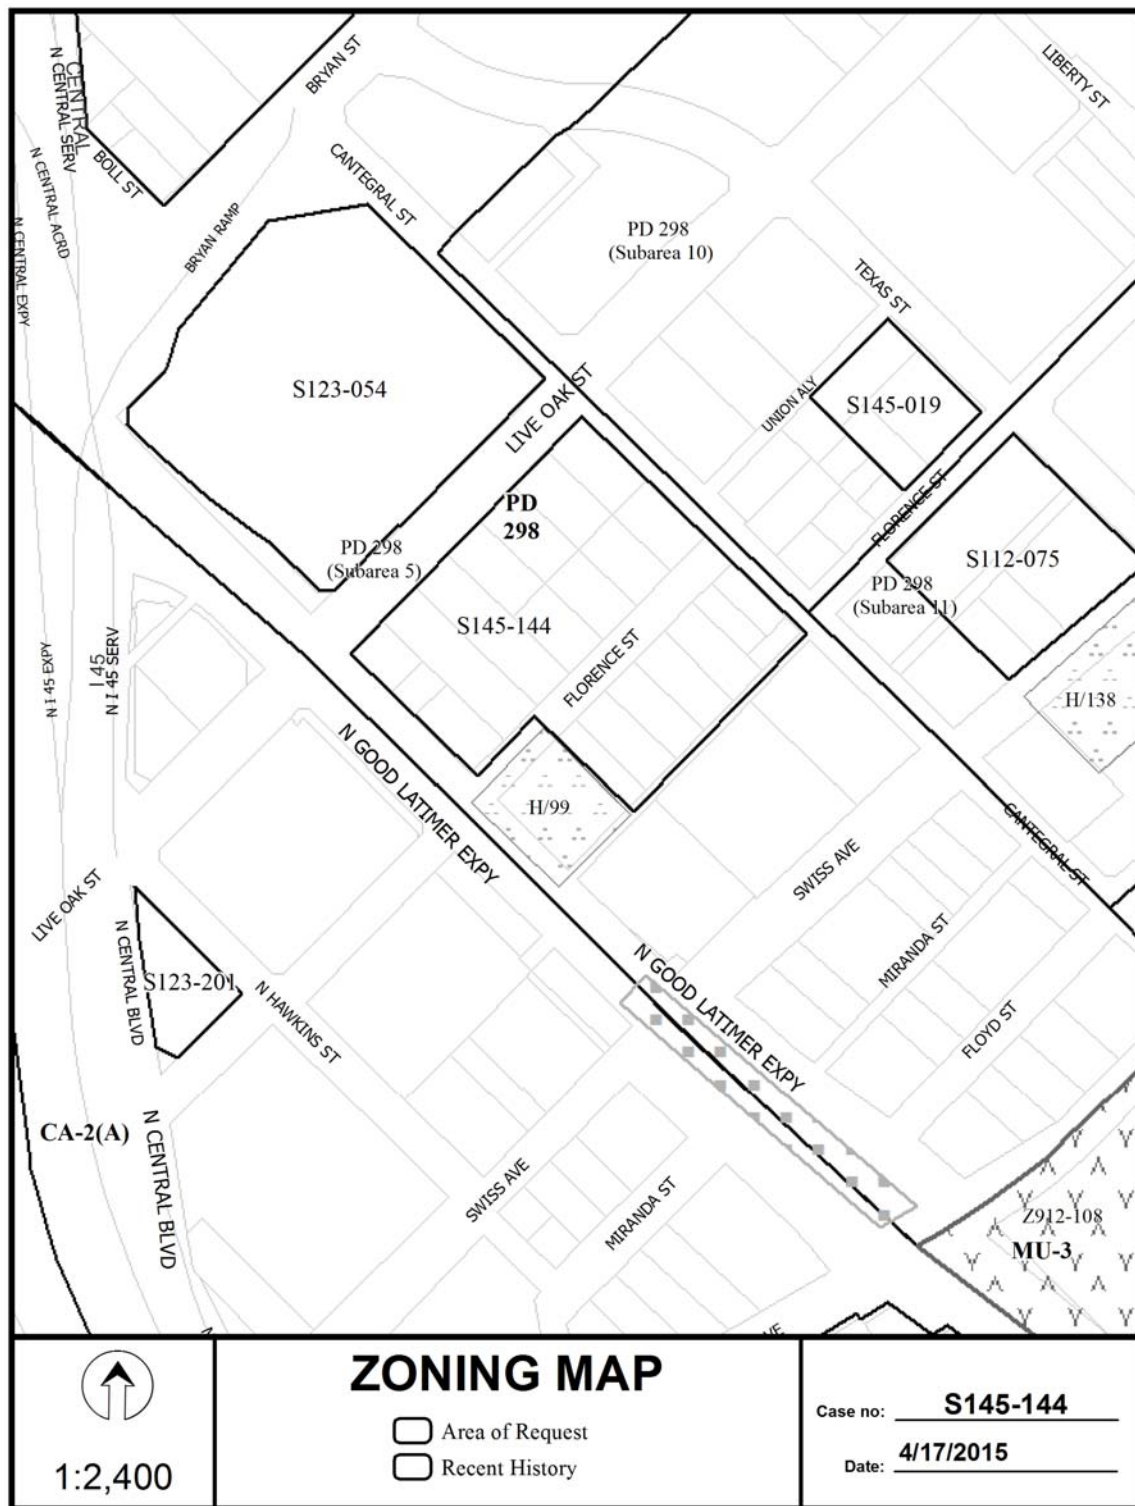 BRYAN ST
LIBERTY ST
N CENTRAL SERV
CENTRAL
BOLL ST
N CENTRAL ACRD
N CENTRAL EXPY
CANTEGRAL ST
BRYAN RAMP
PD 298
(Subarea 10)
TEXAS ST
S123-054
UNION ALY
S145-019
LIVE OAK ST
FLORENCE ST
PD
298
PD 298
(Subarea 5)
S112-075
PD 298
(Subarea 11)
S145-144
FLORENCE ST
N I 45 EXPY
I 45
N I 45 SERV
H/138
N GOOD LATIMER EXPY
H/99
CANTEGRAL ST
SWISS AVE
LIVE OAK ST
N CENTRAL BLVD
S123-201
N HAWKINS ST
MIRANDA ST
N GOOD LATIMER EXPY
FLOYD ST
CA-2(A)
N CENTRAL BLVD
SWISS AVE
MIRANDA ST
Z912-108
MU-3
VE
1:2,400
ZONING MAP
Area of Request
Recent History
Case no: S145-144
Date: 4/17/2015